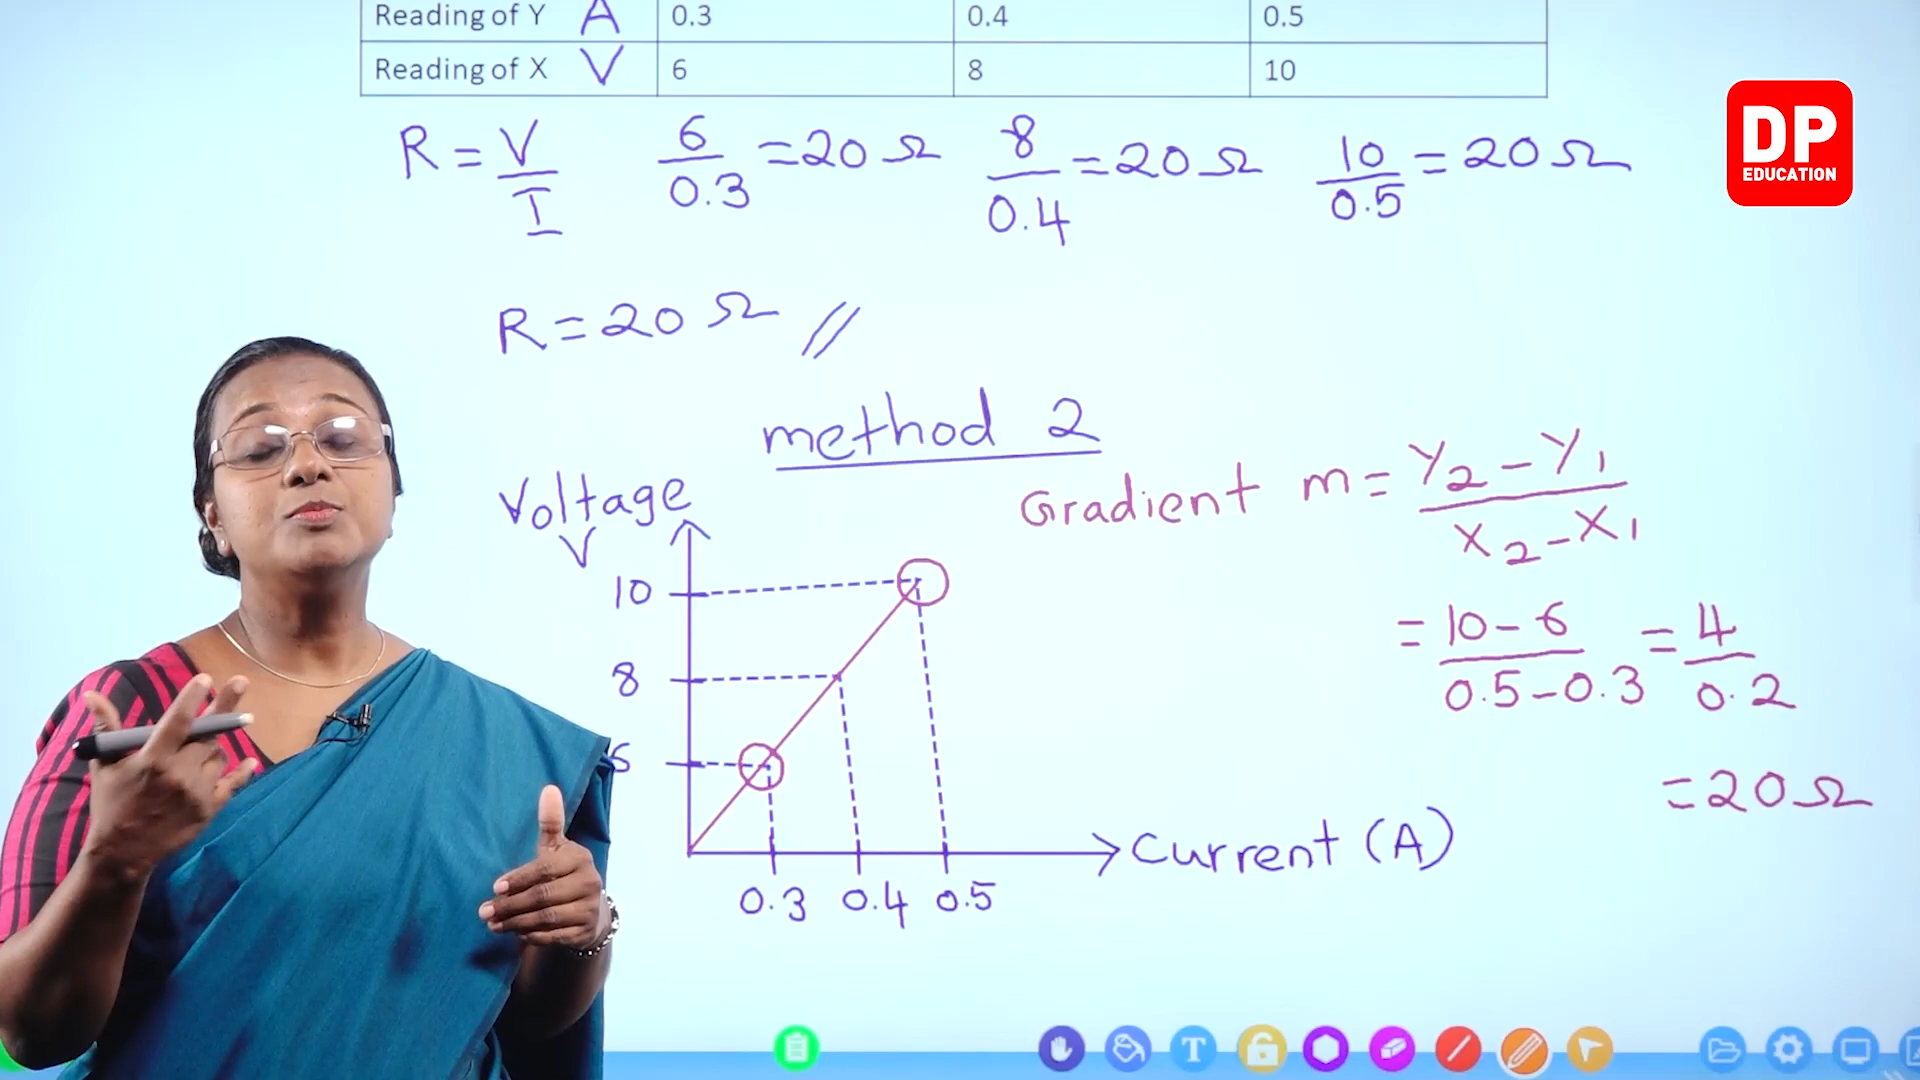 Reading of Y A 0.3 0.4 0.5
Reading of X V 6 8 10
DP
EDUCATION
R = V/I 6/0.3 = 20 Ω 8/0.4 = 20 Ω 10/0.5 = 20 Ω
R = 20 Ω //
method 2
Voltage
V
Gradient m = Y₂ - Y₁ / X₂ - X₁
= 10 - 6 / 0.5 - 0.3 = 4 / 0.2
= 20 Ω
10
8
6
0.3 0.4 0.5
Current (A)
T